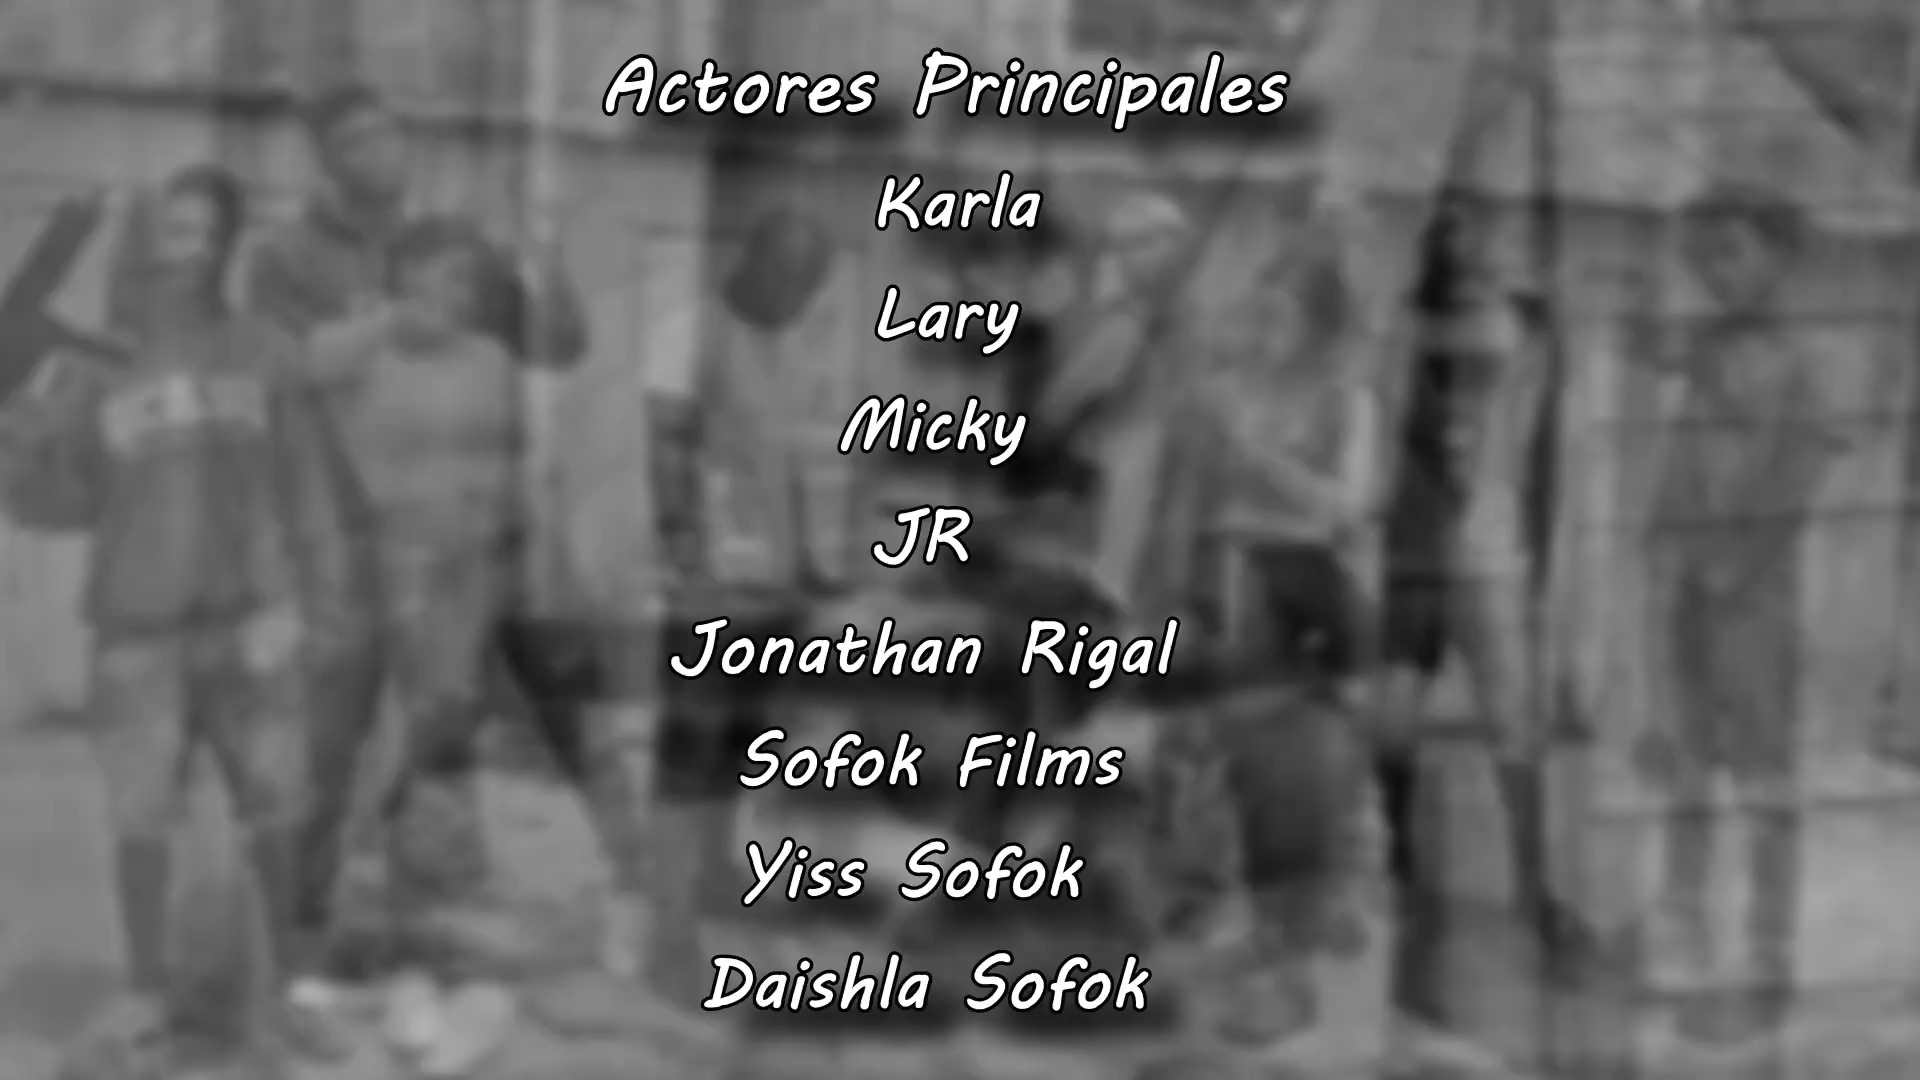 Actores Principales
Karla
Lary
Micky
JR
Jonathan Rigal
Sofok Films
Yiss Sofok
Daishla Sofok